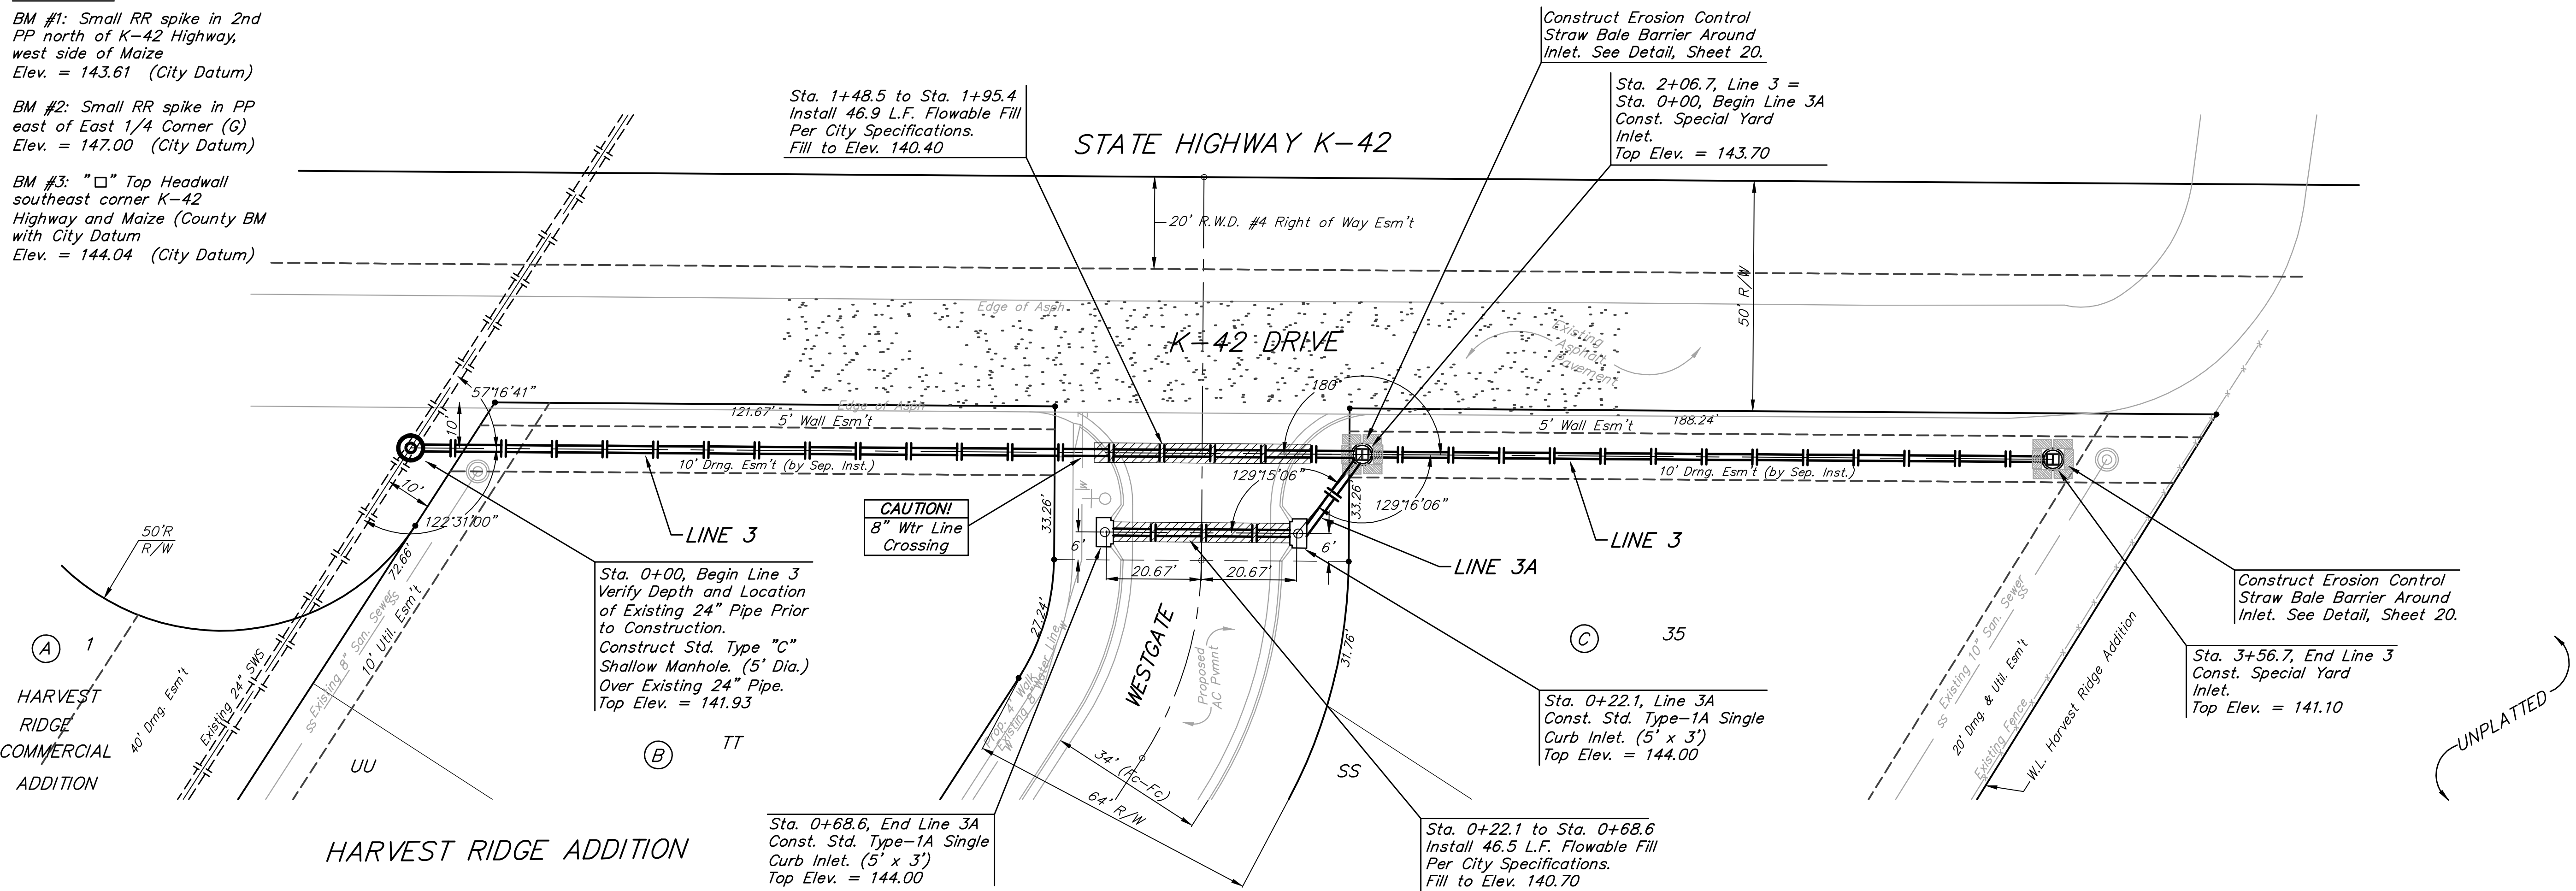 BM #1: Small RR spike in 2nd
PP north of K-42 Highway,
west side of Maize
Elev. = 143.61 (City Datum)
BM #2: Small RR spike in PP
east of East 1/4 Corner (G)
Elev. = 147.00 (City Datum)
BM #3: "□" Top Headwall
southeast corner K-42
Highway and Maize (County BM
with City Datum
Elev. = 144.04 (City Datum)
Sta. 1+48.5 to Sta. 1+95.4
Install 46.9 L.F. Flowable Fill
Per City Specifications.
Fill to Elev. 140.40
STATE HIGHWAY K-42
Construct Erosion Control
Straw Bale Barrier Around
Inlet. See Detail, Sheet 20.
Sta. 2+06.7, Line 3 =
Sta. 0+00, Begin Line 3A
Const. Special Yard
Inlet.
Top Elev. = 143.70
20' R.W.D. #4 Right of Way Esm't
50' R/W
Edge of Asph.
K-42 DRIVE
Existing
Asphalt
Pavement
57°16'41"
10'
121.67'
Edge of Asph
5' Wall Esm't
180°
5' Wall Esm't
188.24'
10' Drng. Esm't (by Sep. Inst.)
10' Drng. Esm't (by Sep. Inst.)
10'
122°31'00"
129°15'06"
129°16'06"
33.26'
33.26'
W
CAUTION!
8" Wtr Line
Crossing
LINE 3
LINE 3
LINE 3A
6'
6'
20.67'
20.67'
50'R
R/W
72.66'
27.24'
31.76'
Sta. 0+00, Begin Line 3
Verify Depth and Location
of Existing 24" Pipe Prior
to Construction.
Construct Std. Type "C"
Shallow Manhole. (5' Dia.)
Over Existing 24" Pipe.
Top Elev. = 141.93
WESTGATE
Proposed
AC Pvmnt
Prop. 4' Walk
W Existing 8" Water Line W
A
1
HARVEST
RIDGE
COMMERCIAL
ADDITION
40' Drng. Esm't
Existing 24" SWS
SS Existing 8" San. Sewer SS
10' Util. Esm't
UU
B
TT
C
35
SS
34' (Fc-Fc)
64' R/W
Sta. 0+22.1, Line 3A
Const. Std. Type-1A Single
Curb Inlet. (5' x 3')
Top Elev. = 144.00
Construct Erosion Control
Straw Bale Barrier Around
Inlet. See Detail, Sheet 20.
Sta. 3+56.7, End Line 3
Const. Special Yard
Inlet.
Top Elev. = 141.10
SS Existing 10" San. Sewer SS
20' Drng. & Util. Esm't
Existing Fence
W.L. Harvest Ridge Addition
UNPLATTED
HARVEST RIDGE ADDITION
Sta. 0+68.6, End Line 3A
Const. Std. Type-1A Single
Curb Inlet. (5' x 3')
Top Elev. = 144.00
Sta. 0+22.1 to Sta. 0+68.6
Install 46.5 L.F. Flowable Fill
Per City Specifications.
Fill to Elev. 140.70